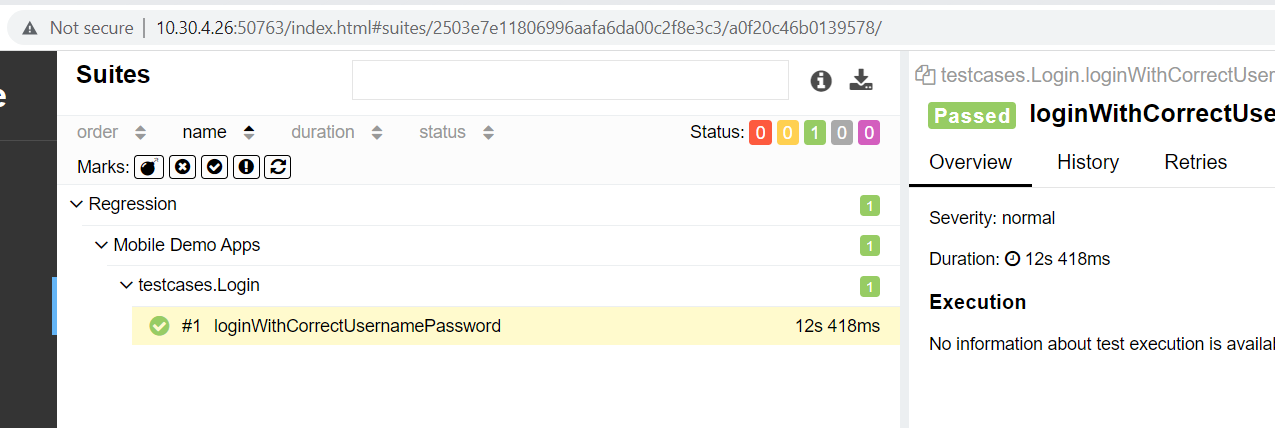 Not secure | 10.30.4.26:50763/index.html#suites/2503e7e11806996aafa6da00c2f8e3c3/a0f20c46b0139578/
e
Suites
order name duration status Status: 0 0 1 0 0
Marks:
Regression 1
Mobile Demo Apps 1
testcases.Login 1
#1 loginWithCorrectUsernamePassword 12s 418ms
testcases.Login.loginWithCorrectUser
Passed loginWithCorrectUse
Overview History Retries
Severity: normal
Duration: 12s 418ms
Execution
No information about test execution is availa